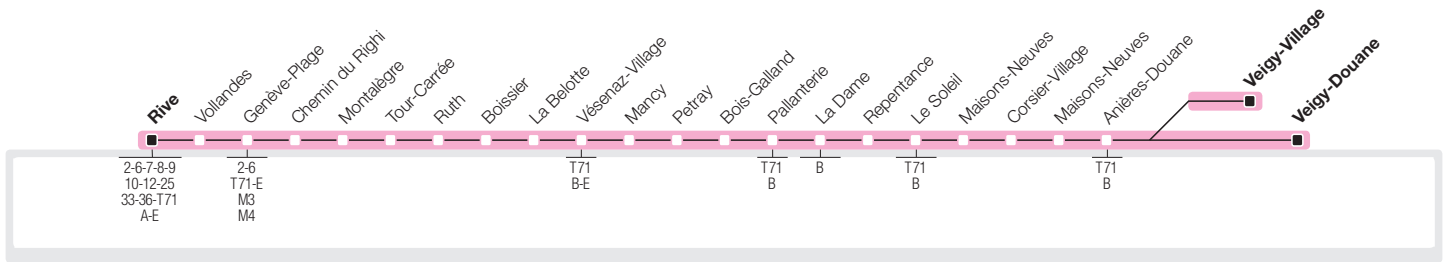 Rive
Vollandes
Genève-Plage
Chemin du Righi
Montalègre
Tour-Carrée
Ruth
Boissier
La Belotte
Vésenaz-Village
Mancy
Petray
Bois-Galland
Pallanterie
La Dame
Repentance
Le Soleil
Maisons-Neuves
Corsier-Village
Maisons-Neuves
Anières-Douane
Veigy-Village
Veigy-Douane
2-6-7-8-9
10-12-25
33-36-T71
A-E
2-6
T71-E
M3
M4
T71
B-E
T71
B
B
T71
B
T71
B